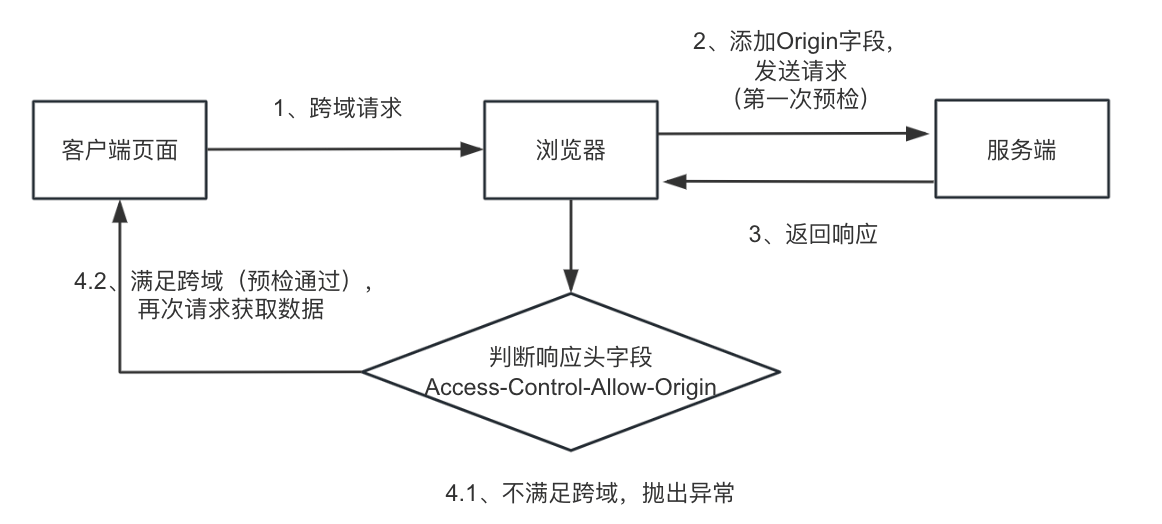 2、添加Origin字段，
发送请求
（第一次预检）
1、跨域请求
客户端页面
浏览器
服务端
3、返回响应
4.2、满足跨域（预检通过），
再次请求获取数据
判断响应头字段
Access-Control-Allow-Origin
4.1、不满足跨域，抛出异常